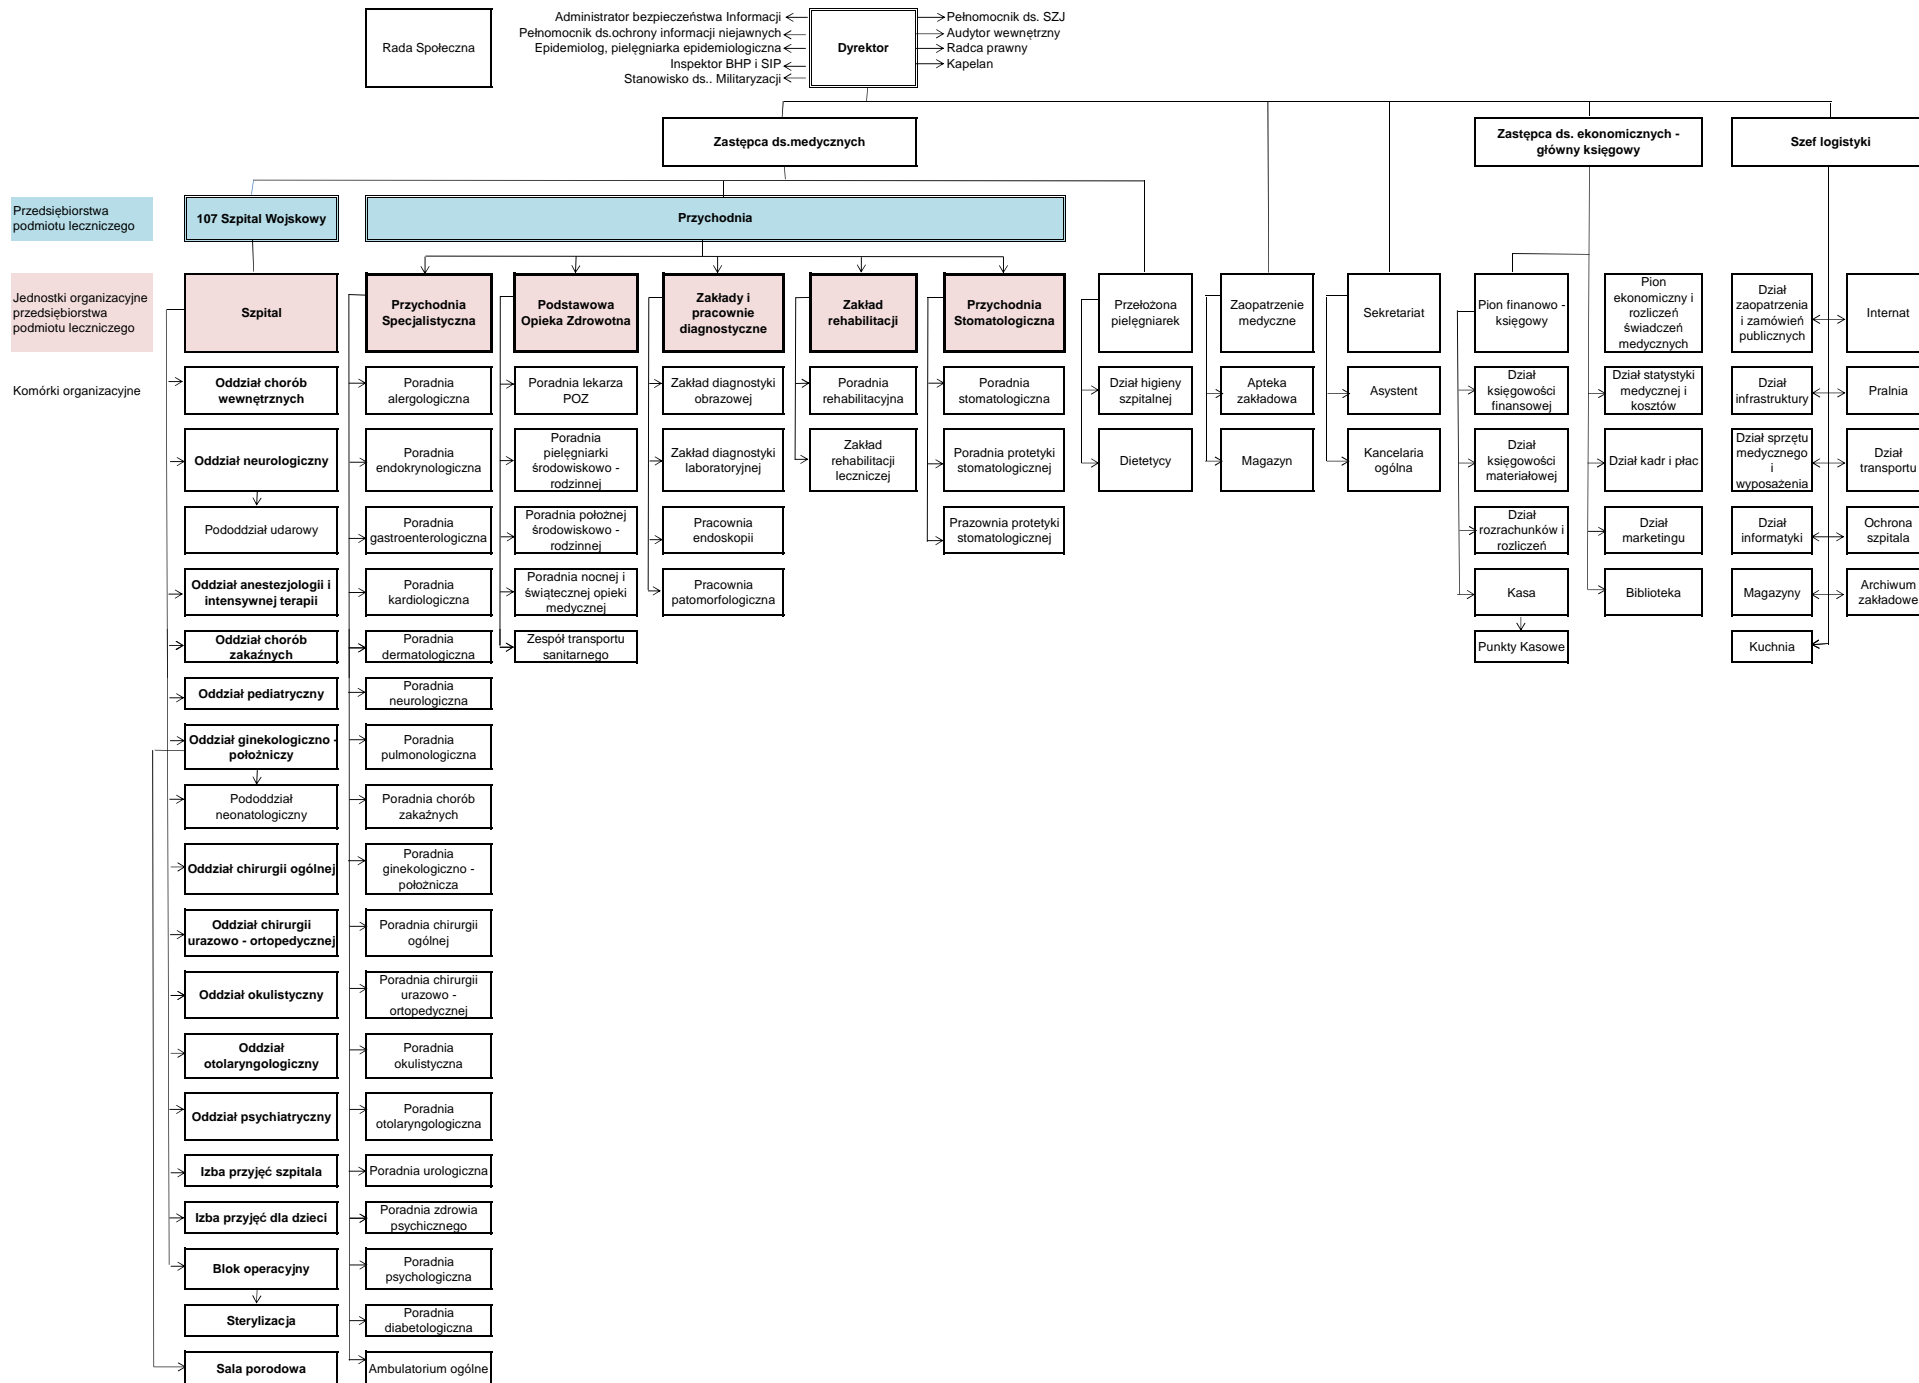 Rada Społeczna
Administrator bezpieczeństwa Informacji
Pełnomocnik ds.ochrony informacji niejawnych
Epidemiolog, pielęgniarka epidemiologiczna
Inspektor BHP i SIP
Stanowisko ds.. Militaryzacji
Dyrektor
Pełnomocnik ds. SZJ
Audytor wewnętrzny
Radca prawny
Kapelan
Zastępca ds.medycznych
Zastępca ds. ekonomicznych -
główny księgowy
Szef logistyki
Przedsiębiorstwa
podmiotu leczniczego
107 Szpital Wojskowy
Przychodnia
Jednostki organizacyjne
przedsiębiorstwa
podmiotu leczniczego
Szpital
Przychodnia
Specjalistyczna
Podstawowa
Opieka Zdrowotna
Zakłady i
pracownie
diagnostyczne
Zakład
rehabilitacji
Przychodnia
Stomatologiczna
Przełożona
pielęgniarek
Zaopatrzenie
medyczne
Sekretariat
Pion finansowo -
księgowy
Pion
ekonomiczny i
rozliczeń
świadczeń
medycznych
Dział
zaopatrzenia
i zamówień
publicznych
Internat
Komórki organizacyjne
Oddział chorób
wewnętrznych
Poradnia
alergologiczna
Poradnia lekarza
POZ
Zakład diagnostyki
obrazowej
Poradnia
rehabilitacyjna
Poradnia
stomatologiczna
Dział higieny
szpitalnej
Apteka
zakładowa
Asystent
Dział
księgowości
finansowej
Dział statystyki
medycznej i
kosztów
Dział
infrastruktury
Pralnia
Oddział neurologiczny
Poradnia
endokrynologiczna
Poradnia
pielęgniarki
środowiskowo -
rodzinnej
Zakład diagnostyki
laboratoryjnej
Zakład
rehabilitacji
leczniczej
Poradnia protetyki
stomatologicznej
Dietetycy
Magazyn
Kancelaria
ogólna
Dział
księgowości
materiałowej
Dział kadr i płac
Dział sprzętu
medycznego
i
wyposażenia
Dział
transportu
Pododdział udarowy
Poradnia
gastroenterologiczna
Poradnia położnej
środowiskowo -
rodzinnej
Pracownia
endoskopii
Prazownia protetyki
stomatologicznej
Dział
rozrachunków i
rozliczeń
Dział
marketingu
Dział
informatyki
Ochrona
szpitala
Oddział anestezjologii i
intensywnej terapii
Poradnia
kardiologiczna
Poradnia nocnej i
świątecznej opieki
medycznej
Pracownia
patomorfologiczna
Kasa
Biblioteka
Magazyny
Archiwum
zakładowe
Oddział chorób
zakaźnych
Poradnia
dermatologiczna
Zespół transportu
sanitarnego
Punkty Kasowe
Kuchnia
Oddział pediatryczny
Poradnia
neurologiczna
Oddział ginekologiczno -
położniczy
Poradnia
pulmonologiczna
Pododdział
neonatologiczny
Poradnia chorób
zakaźnych
Oddział chirurgii ogólnej
Poradnia
ginekologiczno -
położnicza
Oddział chirurgii
urazowo - ortopedycznej
Poradnia chirurgii
ogólnej
Oddział okulistyczny
Poradnia chirurgii
urazowo -
ortopedycznej
Oddział
otolaryngologiczny
Poradnia
okulistyczna
Oddział psychiatryczny
Poradnia
otolaryngologiczna
Izba przyjęć szpitala
Poradnia urologiczna
Izba przyjęć dla dzieci
Poradnia zdrowia
psychicznego
Blok operacyjny
Poradnia
psychologiczna
Sterylizacja
Poradnia
diabetologiczna
Sala porodowa
Ambulatorium ogólne